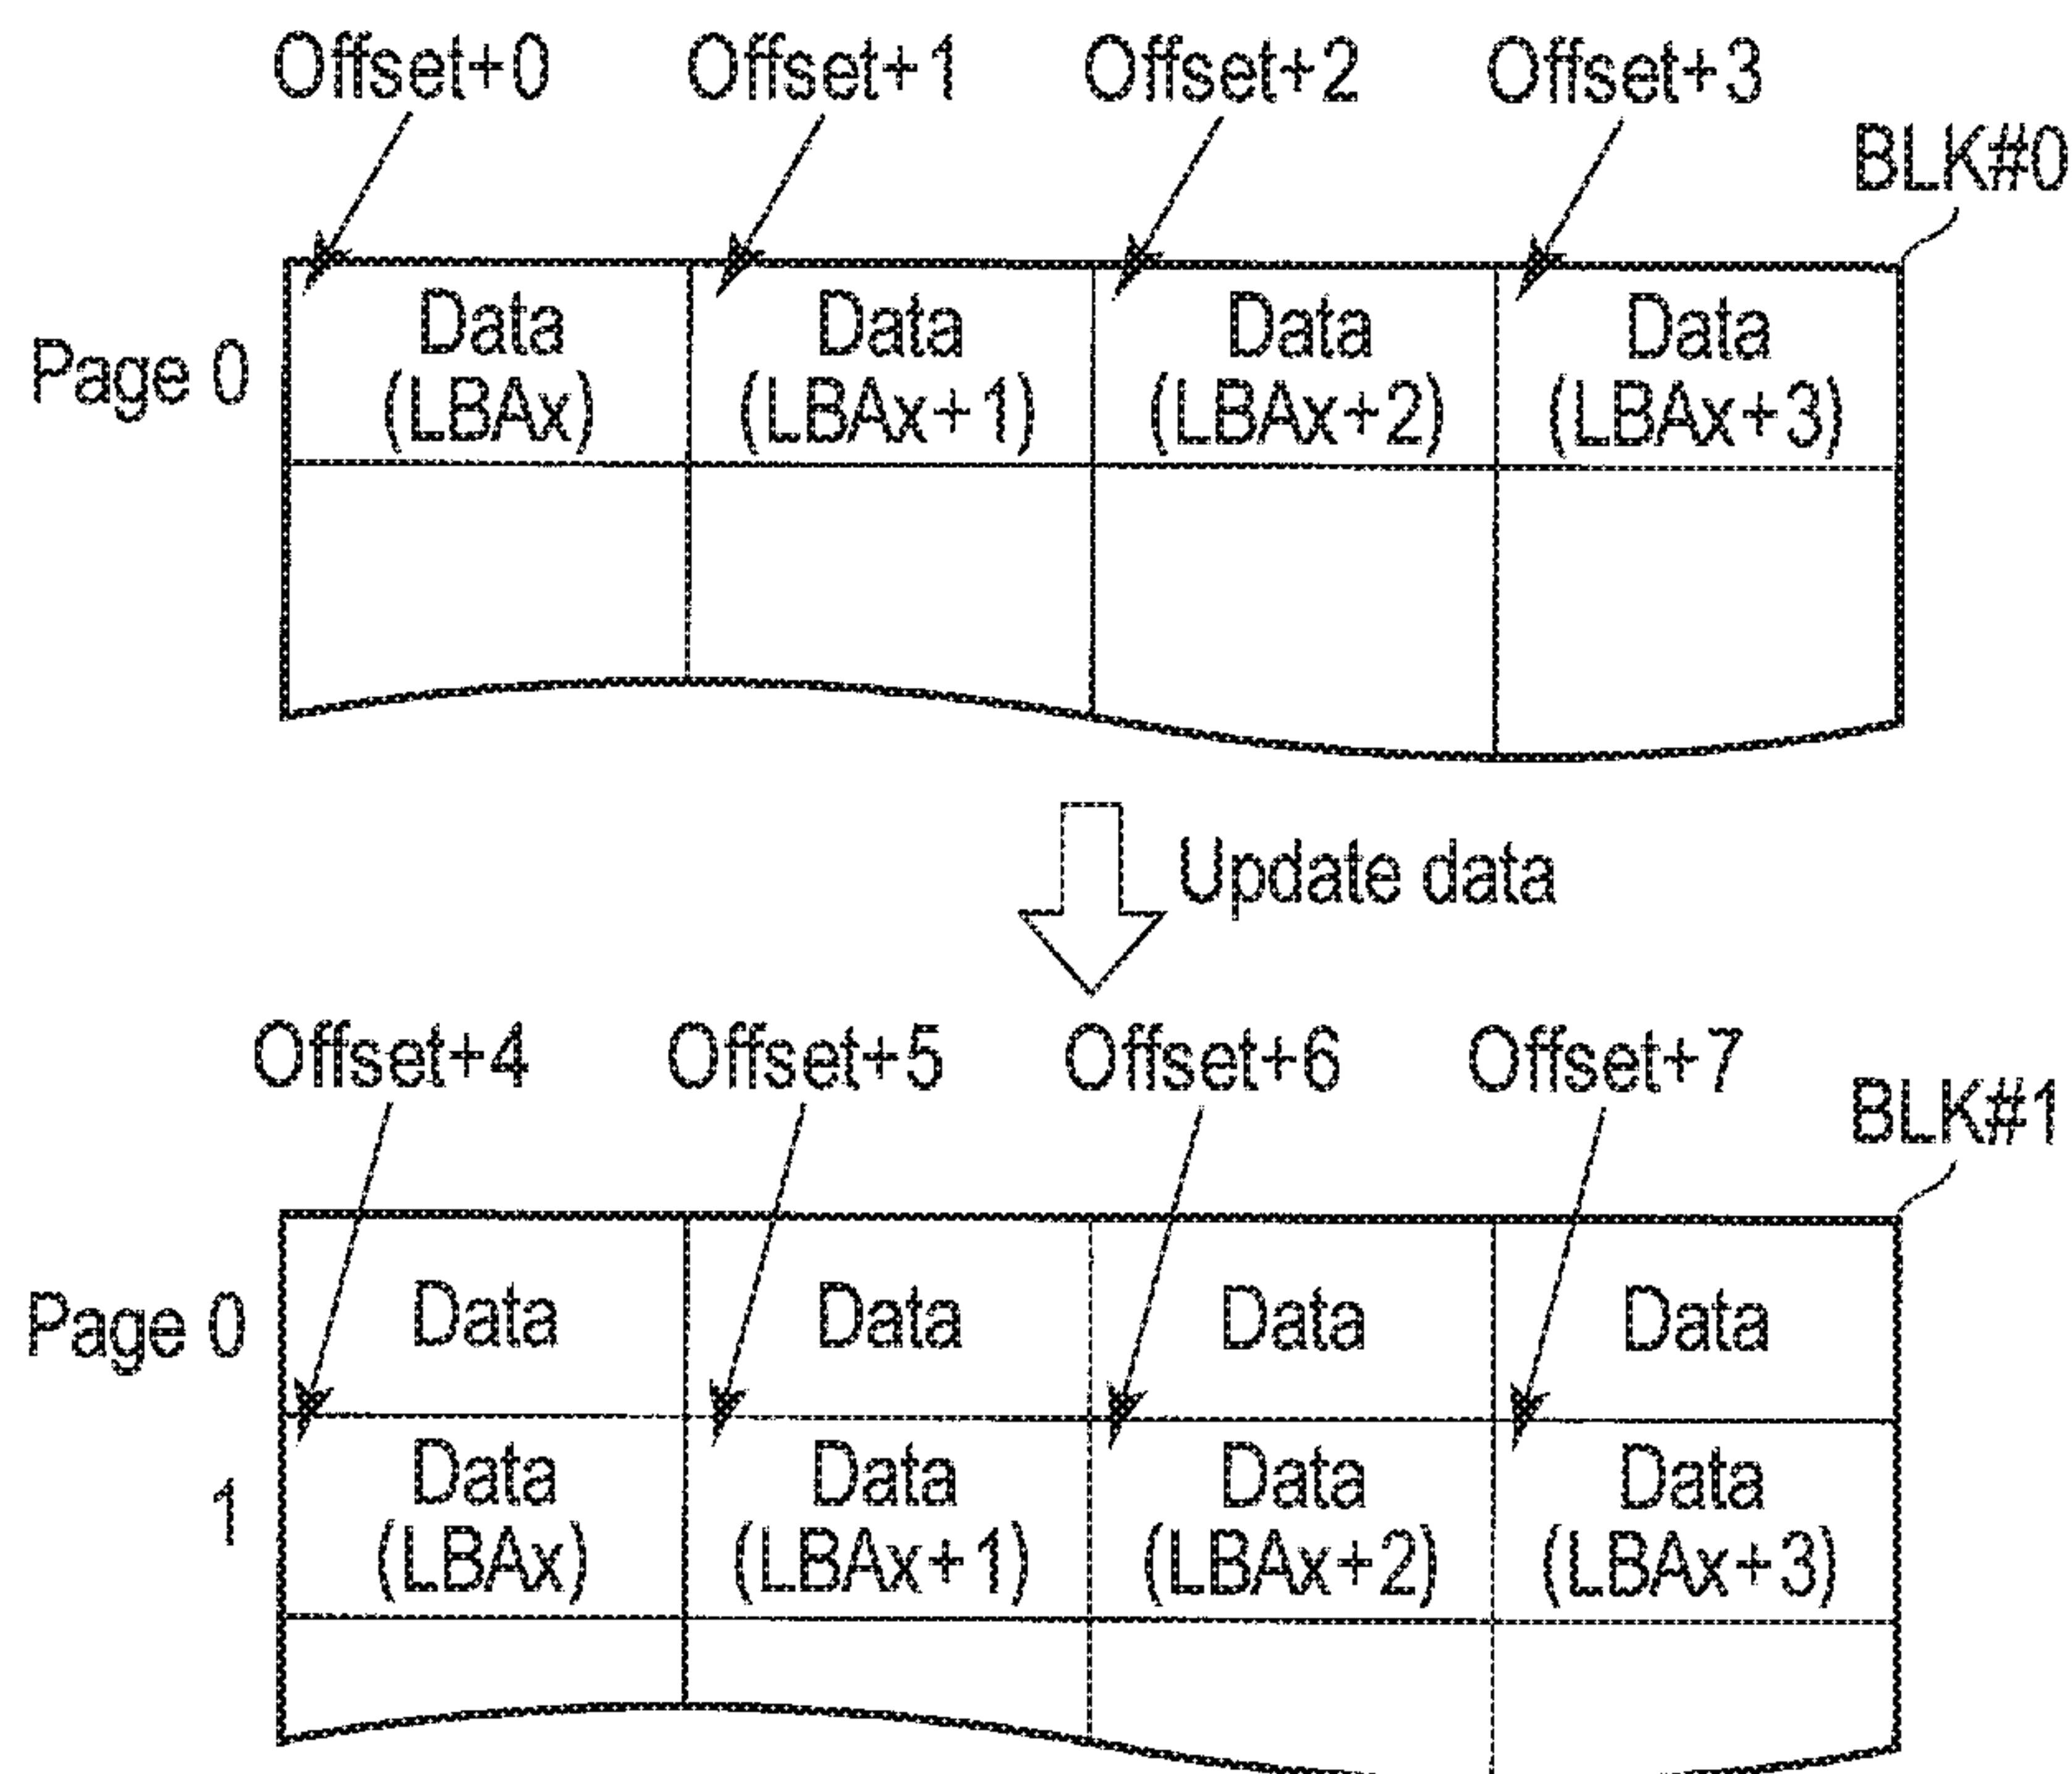 Offset+0 Offset+1 Offset+2 Offset+3
BLK#0
Page 0 Data Data Data Data
(LBAx) (LBAx+1) (LBAx+2) (LBAx+3)
Update data
Offset+4 Offset+5 Offset+6 Offset+7
BLK#1
Page 0 Data Data Data Data
1 Data Data Data Data
(LBAx) (LBAx+1) (LBAx+2) (LBAx+3)